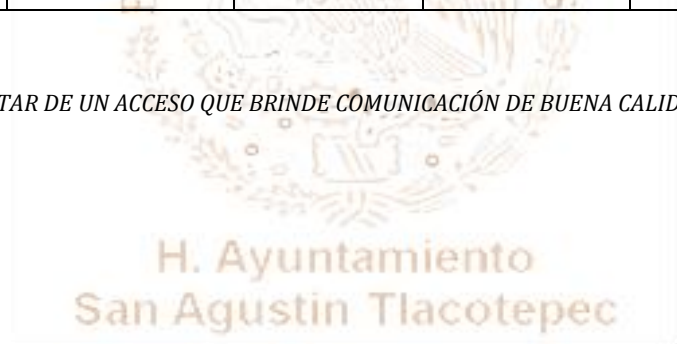 TAR DE UN ACCESO QUE BRINDE COMUNICACIÓN DE BUENA CALID
H. Ayuntamiento
San Agustin Tlacotepec